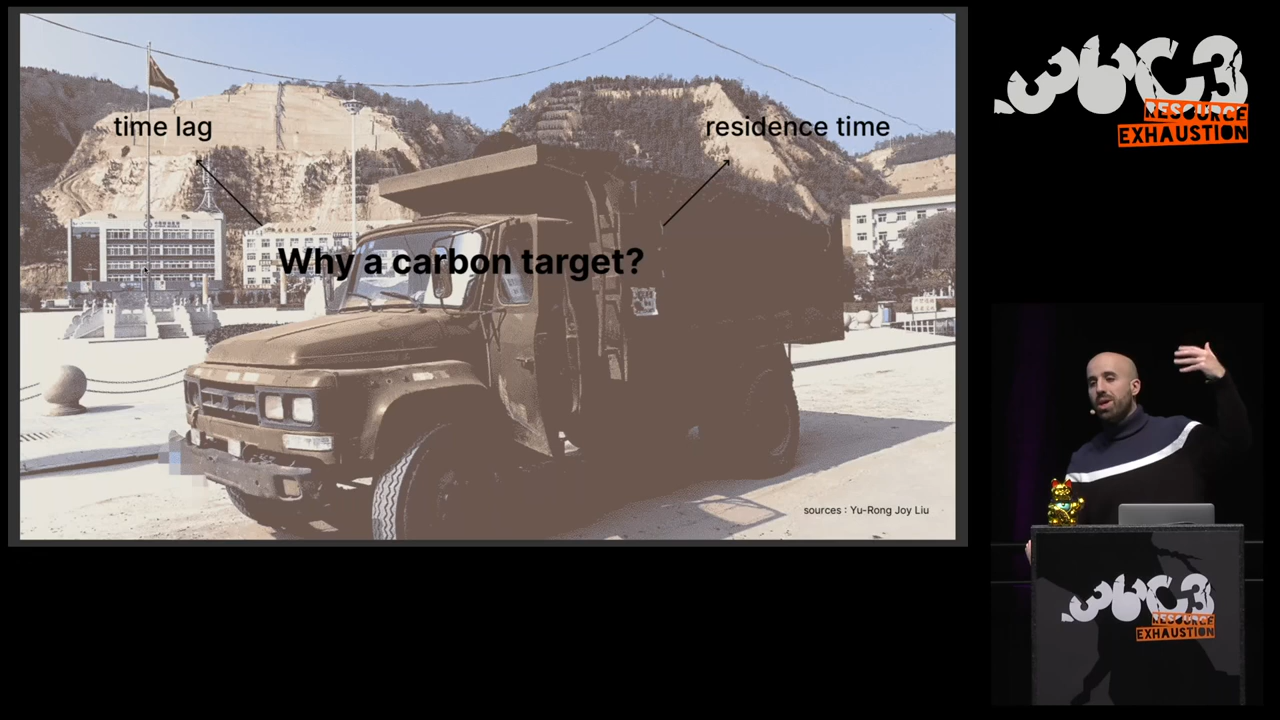 time lag
residence time
Why a carbon target?
sources : Yu-Rong Joy Liu
36C3
RESOURCE
EXHAUSTION
36C3
RESOURCE
EXHAUSTION